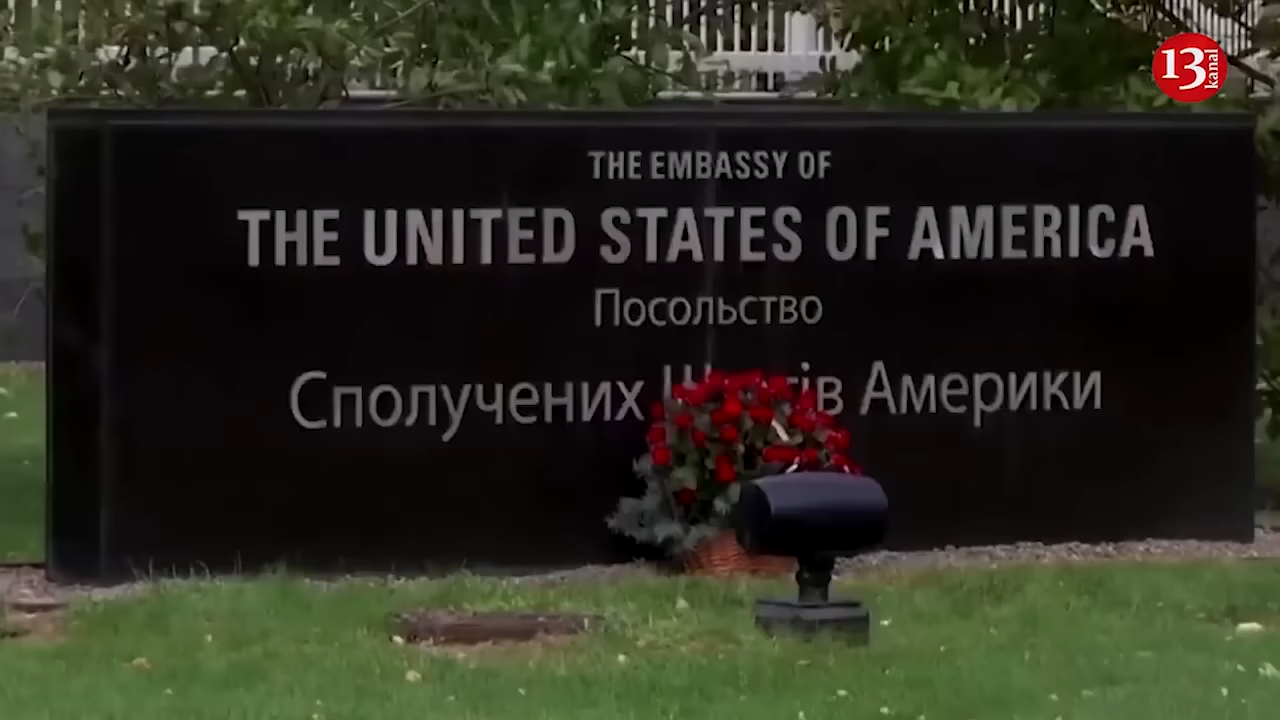 13 kanal
THE EMBASSY OF
THE UNITED STATES OF AMERICA
Посольство
Сполучених Америки